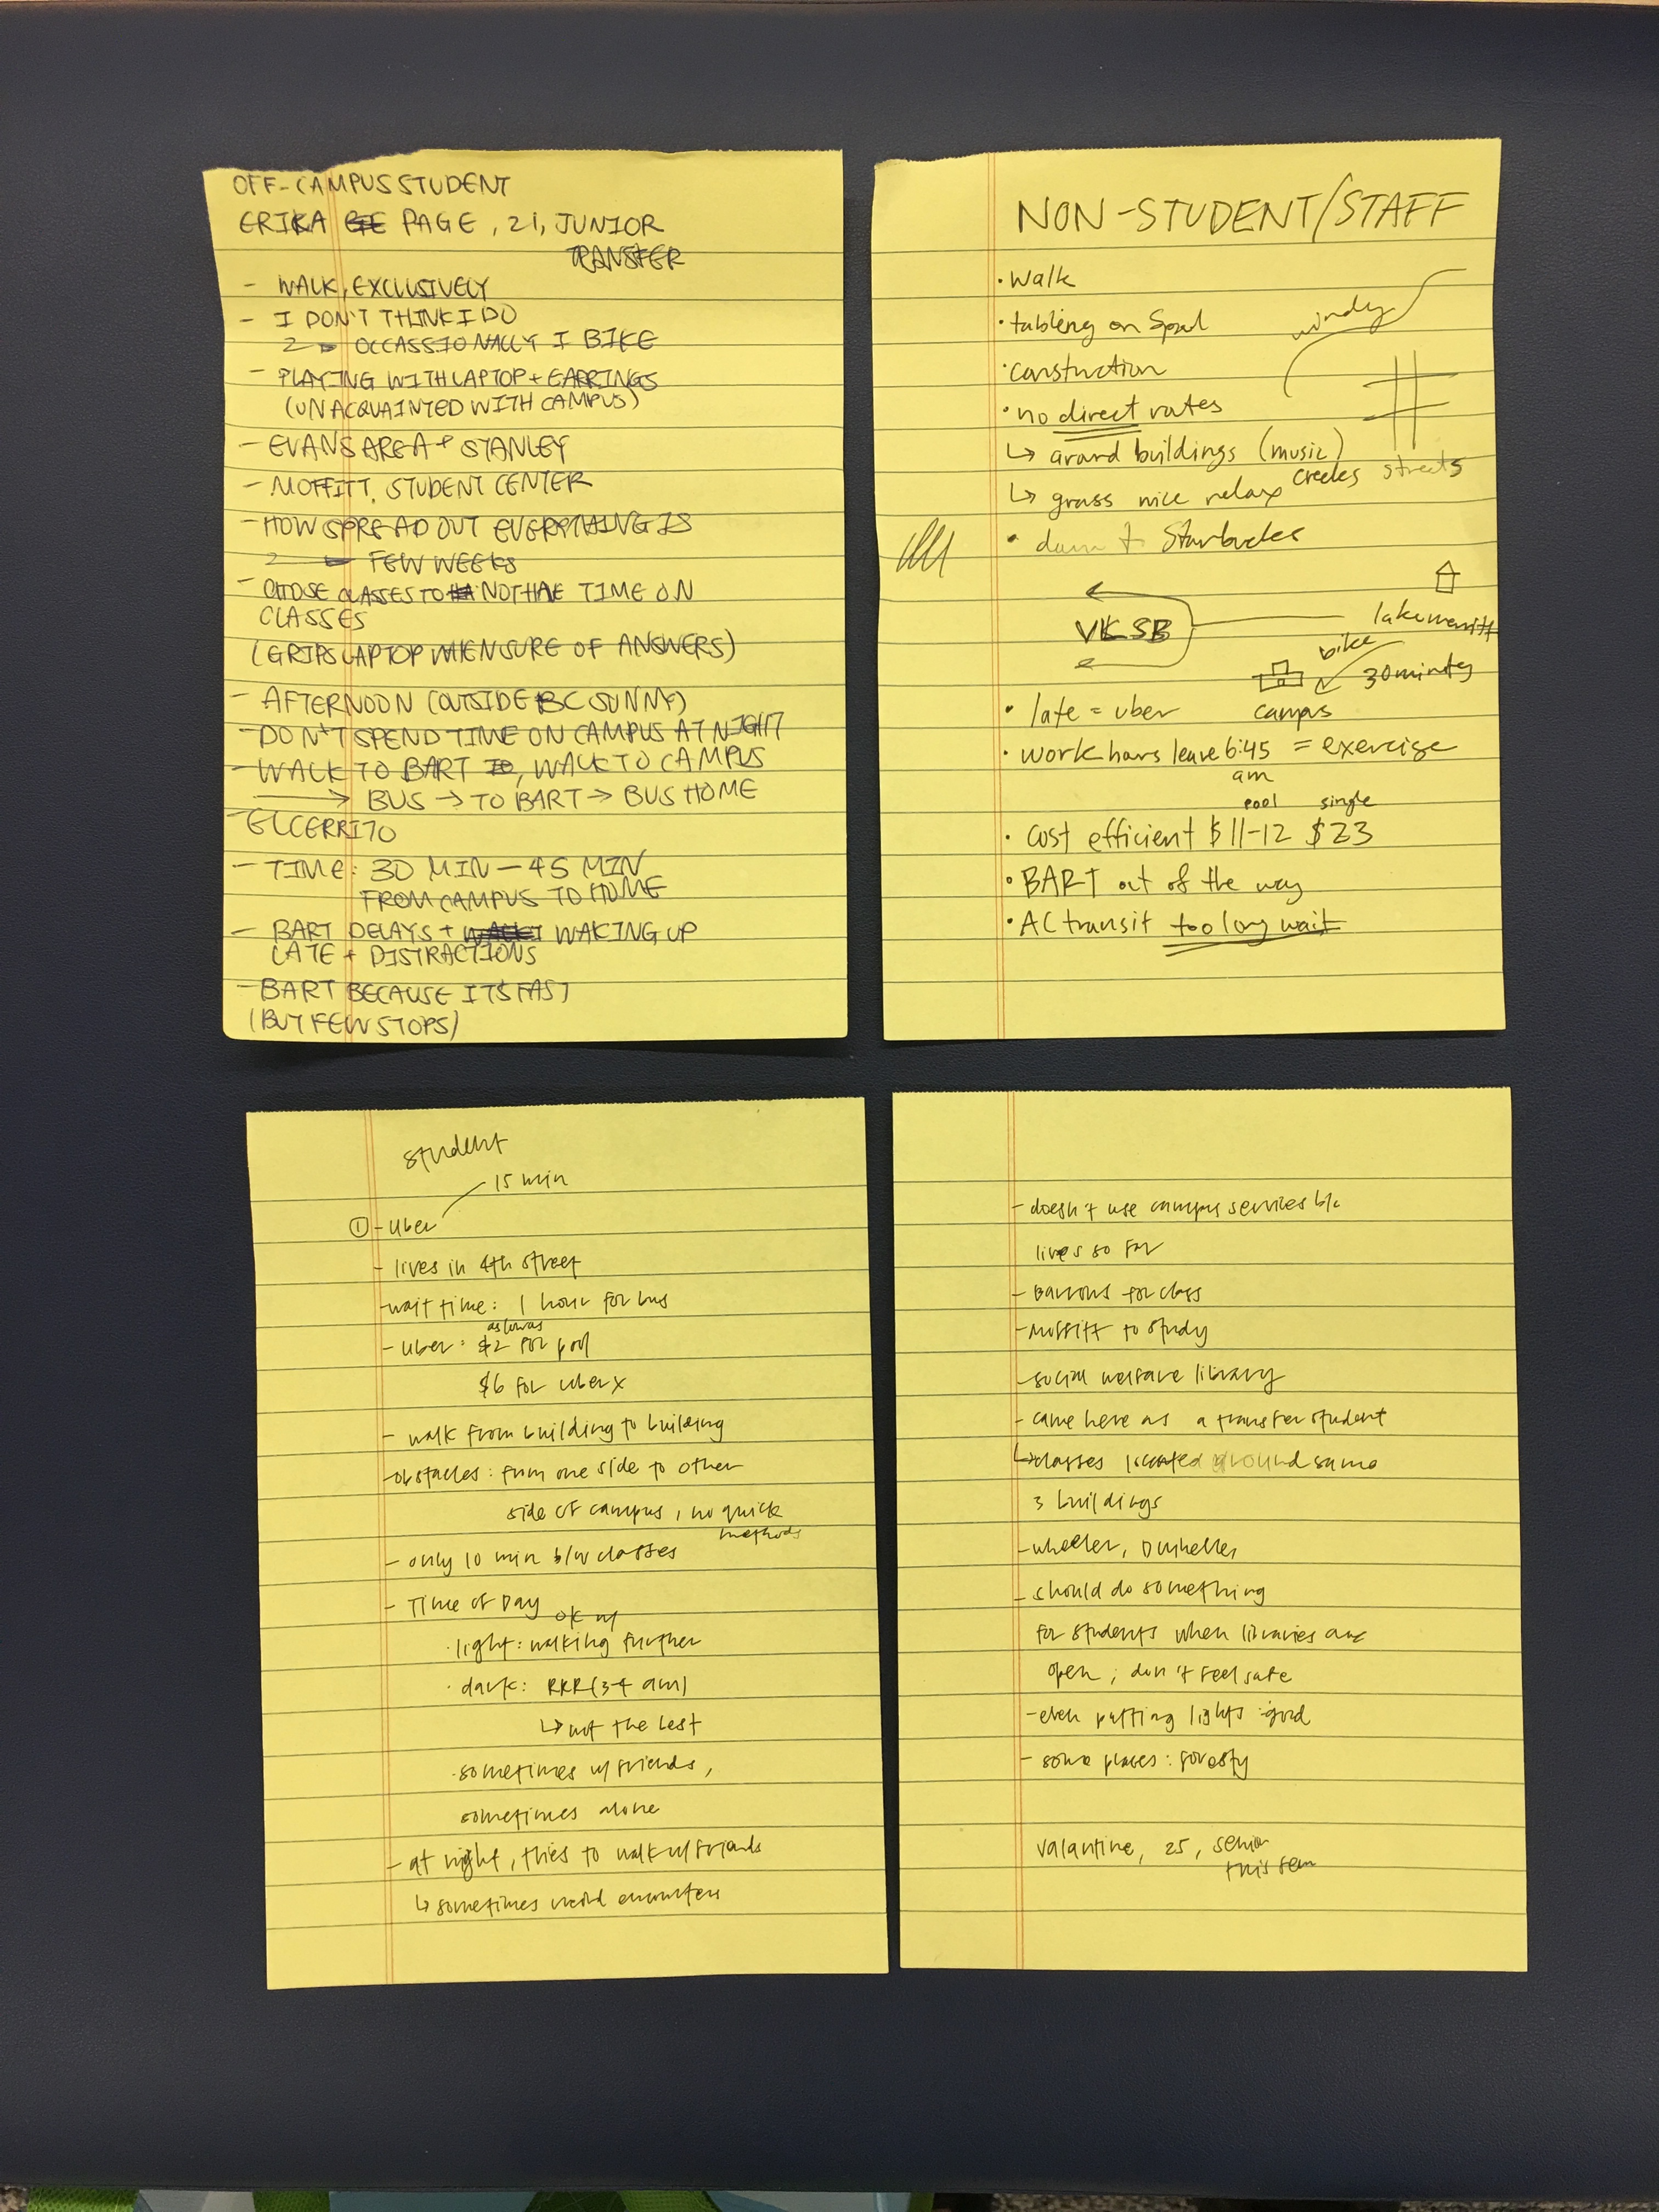 OFF-CAMPUS STUDENT
ERIKA PAGE, 21, JUNIOR
TRANSFER
- WALK, EXCLUSIVELY
- I DON'T THINK I DO
2 OCCASSIONALLY I BIKE
- PLAYING WITH LAPTOP + EARRINGS
(UNACQUAINTED WITH CAMPUS)
- EVANS AREA + STANLEY
- MOFFITT, STUDENT CENTER
- HOW SPREAD OUT EVERYTHING IS
2 FEW WEEKS
- CHOOSE CLASSES TO NOT HAVE TIME ON
CLASSES
(GRIPS LAPTOP WHEN SURE OF ANSWERS)
- AFTERNOON (OUTSIDE BC SUNNY)
- DON'T SPEND TIME ON CAMPUS AT NIGHT
- WALK TO BART, WALK TO CAMPUS
→ BUS → TO BART → BUS HOME
- ELCERRITO
- TIME: 30 MIN - 45 MIN
FROM CAMPUS TO HOME
- BART DELAYS + WAKING UP
LATE + DISTRACTIONS
- BART BECAUSE ITS FAST
(BUT FEW STOPS)
NON-STUDENT/STAFF
• Walk
• tabling on Sproul
windy
• construction
• no direct routes
↳ around buildings (music)
creeks streets
↳ grass nice relax
• down to Starbucks
lake merritt
VKSB
bike
30 minutes
campus
• late = uber
• work hours leave 6:45 = exercise
am
pool single
• cost efficient $11-12 $23
• BART out of the way
• AC transit too long wait
student
15 min
① - Uber
- lives in 4th street
- wait time: 1 hour for bus
as low as
- Uber: $2 for pool
$6 for uber x
- walk from building to building
- obstacles: from one side to other
side of campus, no quick
methods
- only 10 min b/w classes
- Time of Day
ok w/
· light: walking further
· dark: RRR (3-4 am)
↳ not the best
· sometimes w/ friends,
sometimes alone
- at night, tries to walk w/ friends
↳ sometimes weird encounters
- doesn't use campus services b/c
lives so far
- Barrows for class
- Moffitt to study
- social welfare library
- came here as a transfer student
↳ classes located around same
3 buildings
- wheeler, Dwinelle
- should do something
for students when libraries are
open; don't feel safe
- even putting lights : good
- some places : foresty
Valantine, 25, senior
this sem